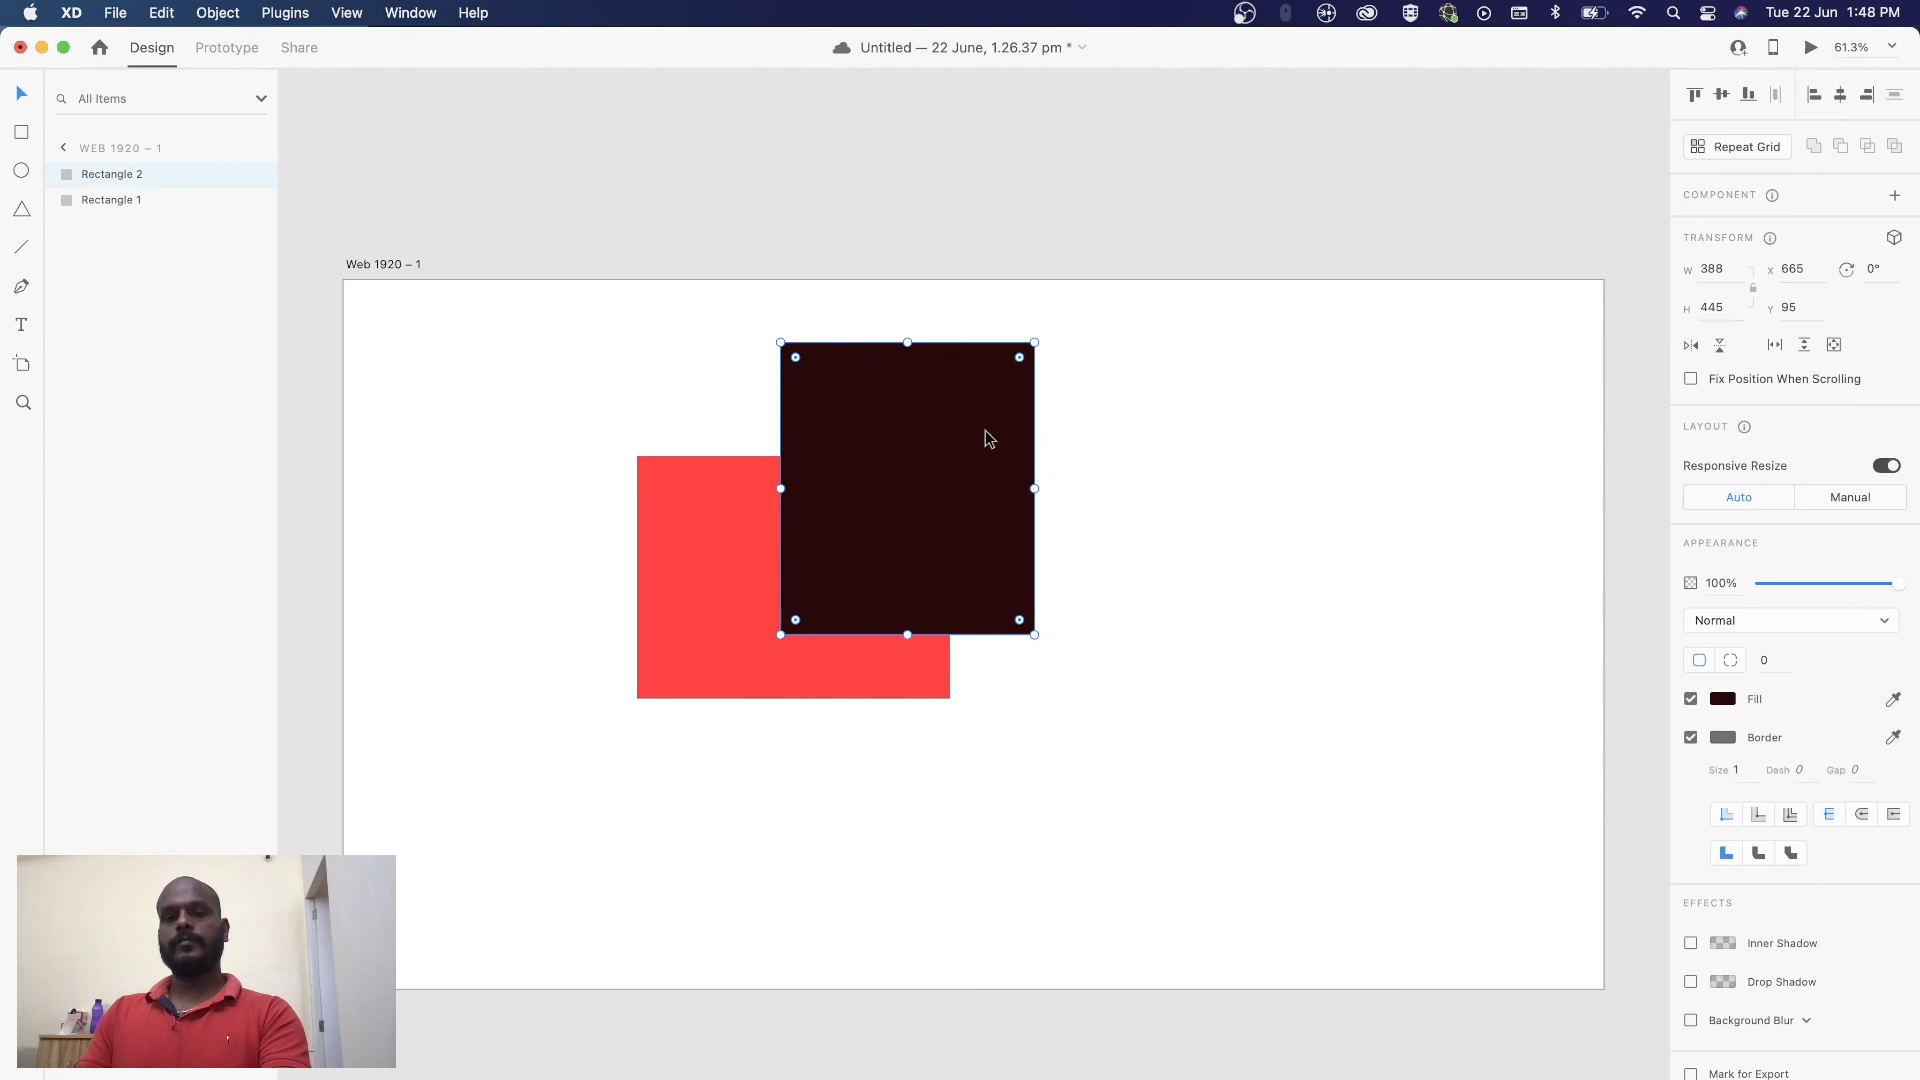 XD File Edit Object Plugins View Window Help Tue 22 Jun 1:48 PM
Design Prototype Share Untitled — 22 June, 1.26.37 pm * 61.3%
All Items
WEB 1920 – 1
Rectangle 2
Rectangle 1
Web 1920 – 1
Repeat Grid
COMPONENT
TRANSFORM
W 388 X 665 0°
H 445 Y 95
Fix Position When Scrolling
LAYOUT
Responsive Resize
Auto Manual
APPEARANCE
100%
Normal
0
Fill
Border
Size 1 Dash 0 Gap 0
EFFECTS
Inner Shadow
Drop Shadow
Background Blur
Mark for Export